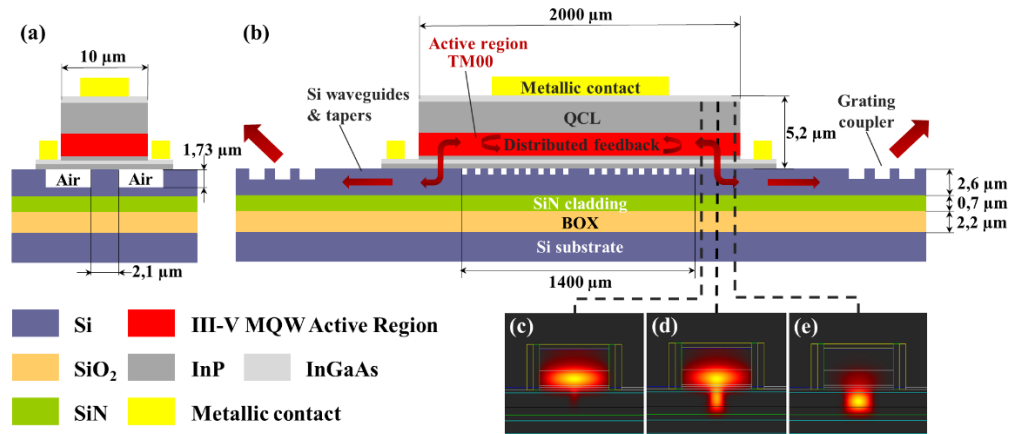 (a)
10 µm
1,73 µm
Air
Air
2,1 µm
(b)
2000 µm
Active region
TM00
Metallic contact
Si waveguides
& tapers
QCL
Distributed feedback
Grating
coupler
5,2 µm
2,6 µm
0,7 µm
2,2 µm
SiN cladding
BOX
Si substrate
1400 µm
(c)
(d)
(e)
Si
III-V MQW Active Region
SiO₂
InP
InGaAs
SiN
Metallic contact